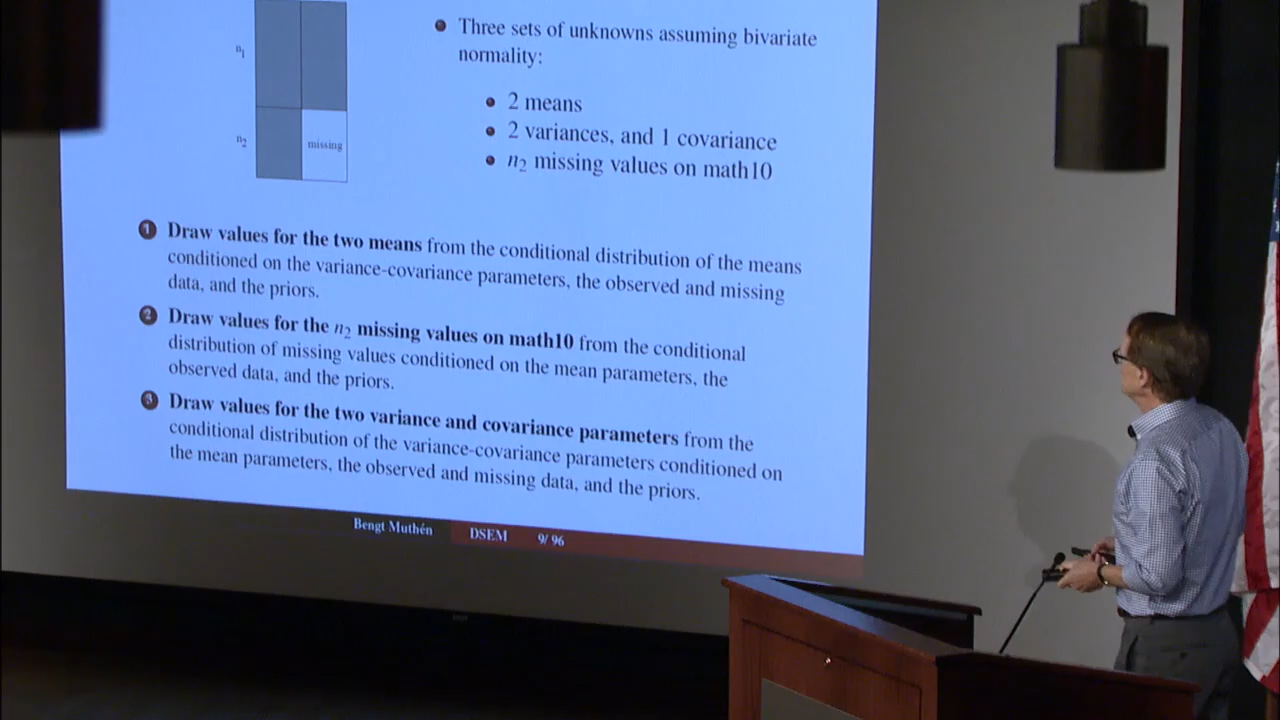 n1
n2
missing
Three sets of unknowns assuming bivariate
normality:
2 means
2 variances, and 1 covariance
n2 missing values on math10
1 Draw values for the two means from the conditional distribution of the means
conditioned on the variance-covariance parameters, the observed and missing
data, and the priors.
2 Draw values for the n2 missing values on math10 from the conditional
distribution of missing values conditioned on the mean parameters, the
observed data, and the priors.
3 Draw values for the two variance and covariance parameters from the
conditional distribution of the variance-covariance parameters conditioned on
the mean parameters, the observed and missing data, and the priors.
Bengt Muthén DSEM 9/ 96